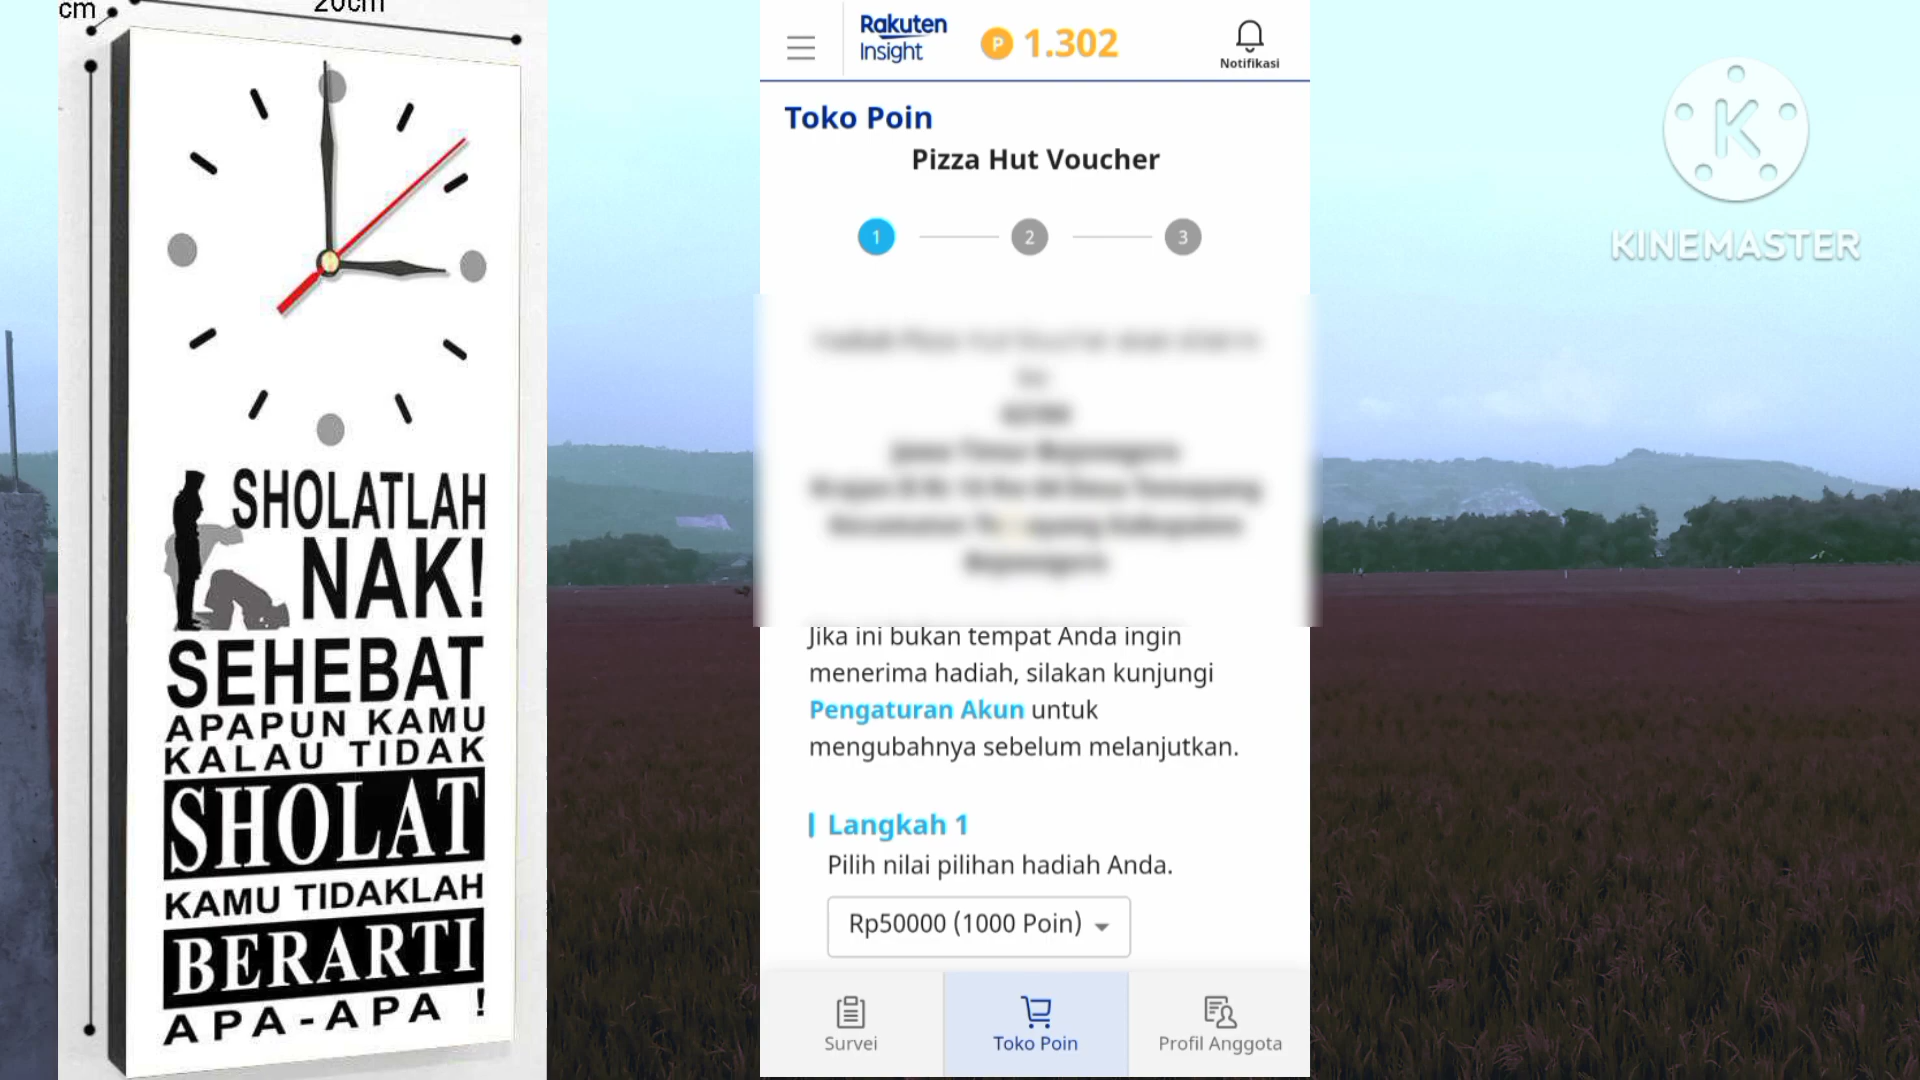 cm
20cm
SHOLATLAH
NAK!
SEHEBAT
APAPUN KAMU
KALAU TIDAK
SHOLAT
KAMU TIDAKLAH
BERARTI
APA-APA !
Rakuten
Insight
P 1.302
Notifikasi
Toko Poin
Pizza Hut Voucher
1
2
3
Jika ini bukan tempat Anda ingin
menerima hadiah, silakan kunjungi
Pengaturan Akun untuk
mengubahnya sebelum melanjutkan.
Langkah 1
Pilih nilai pilihan hadiah Anda.
Rp50000 (1000 Poin)
Survei
Toko Poin
Profil Anggota
K
KINEMASTER